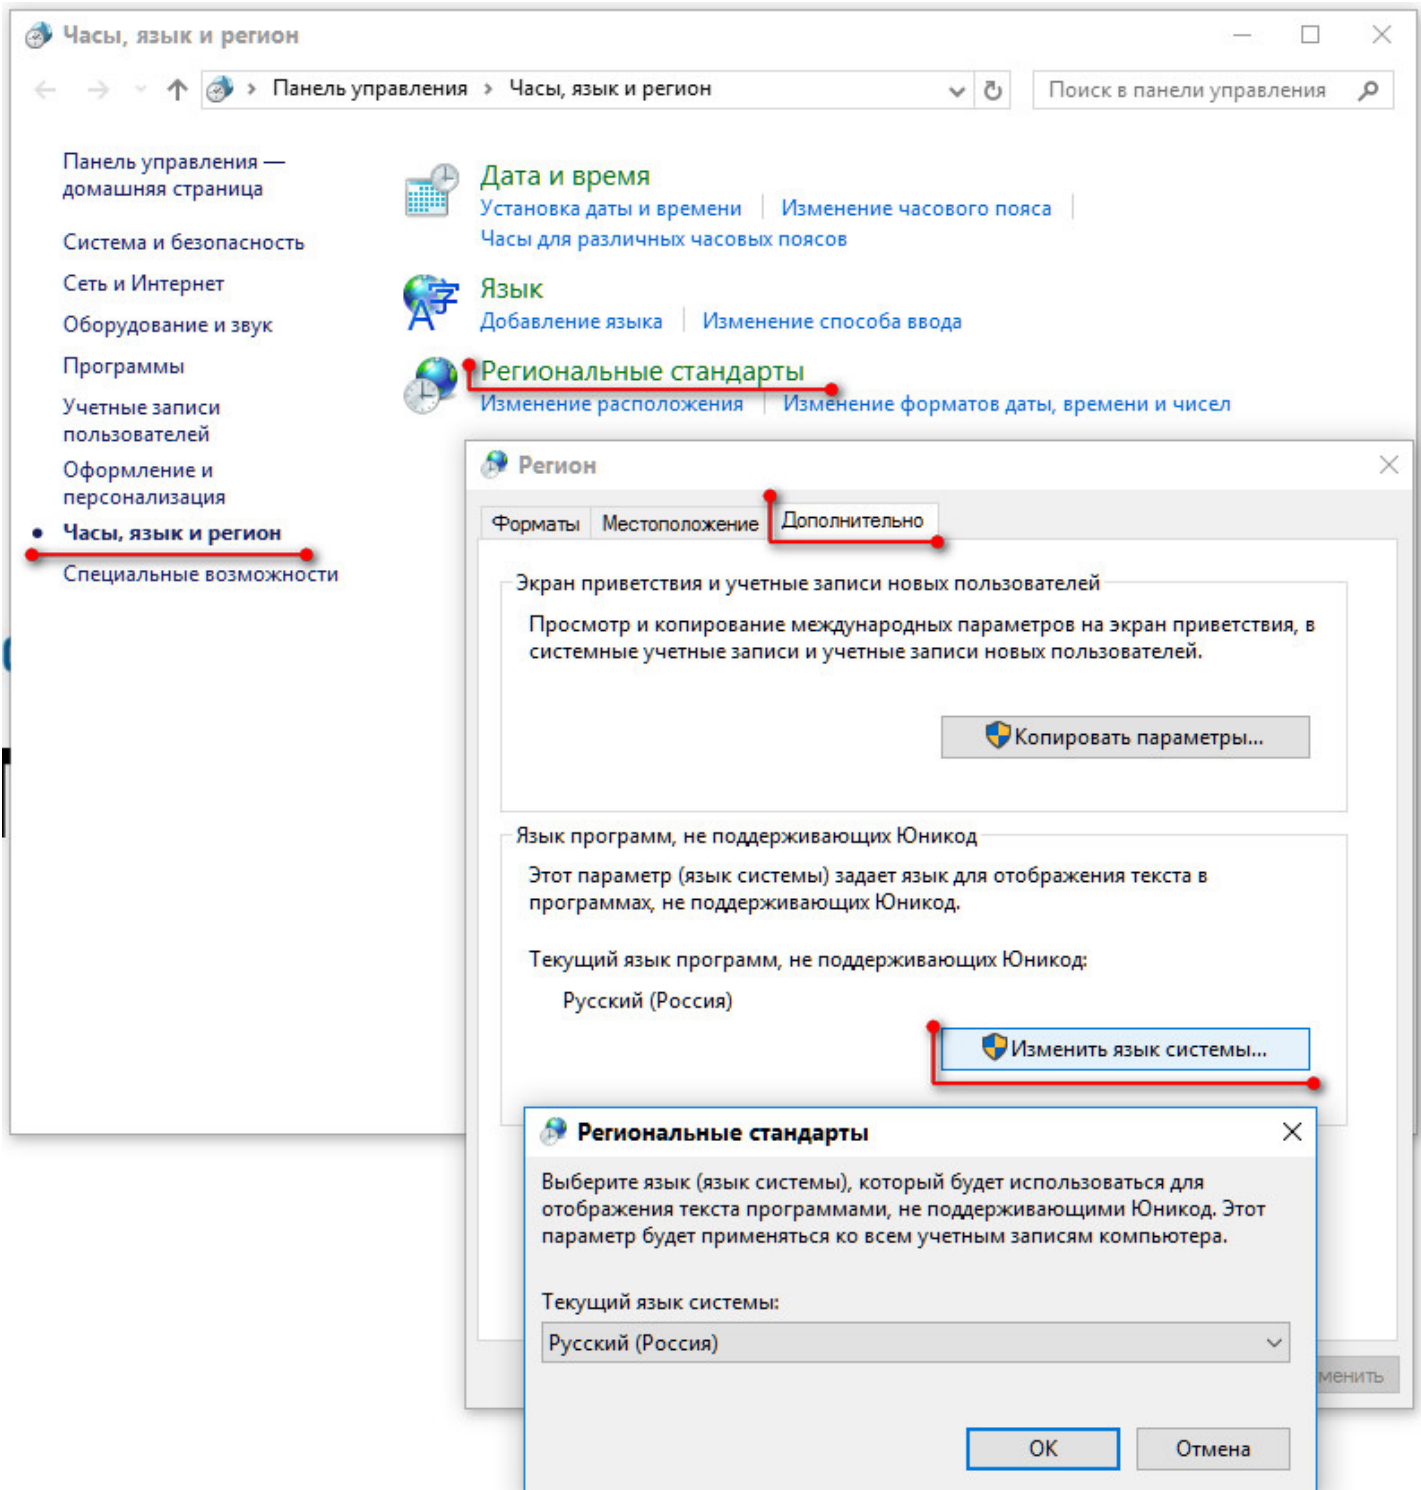 Часы, язык и регион
Панель управления > Часы, язык и регион
Поиск в панели управления
Панель управления —
домашняя страница
Система и безопасность
Сеть и Интернет
Оборудование и звук
Программы
Учетные записи
пользователей
Оформление и
персонализация
Часы, язык и регион
Специальные возможности
Дата и время
Установка даты и времени
Изменение часового пояса
Часы для различных часовых поясов
Язык
Добавление языка
Изменение способа ввода
Региональные стандарты
Изменение расположения
Изменение форматов даты, времени и чисел
Регион
Форматы
Местоположение
Дополнительно
Экран приветствия и учетные записи новых пользователей
Просмотр и копирование международных параметров на экран приветствия, в
системные учетные записи и учетные записи новых пользователей.
Копировать параметры...
Язык программ, не поддерживающих Юникод
Этот параметр (язык системы) задает язык для отображения текста в
программах, не поддерживающих Юникод.
Текущий язык программ, не поддерживающих Юникод:
Русский (Россия)
Изменить язык системы...
Региональные стандарты
Выберите язык (язык системы), который будет использоваться для
отображения текста программами, не поддерживающими Юникод. Этот
параметр будет применяться ко всем учетным записям компьютера.
Текущий язык системы:
Русский (Россия)
менить
ОК
Отмена